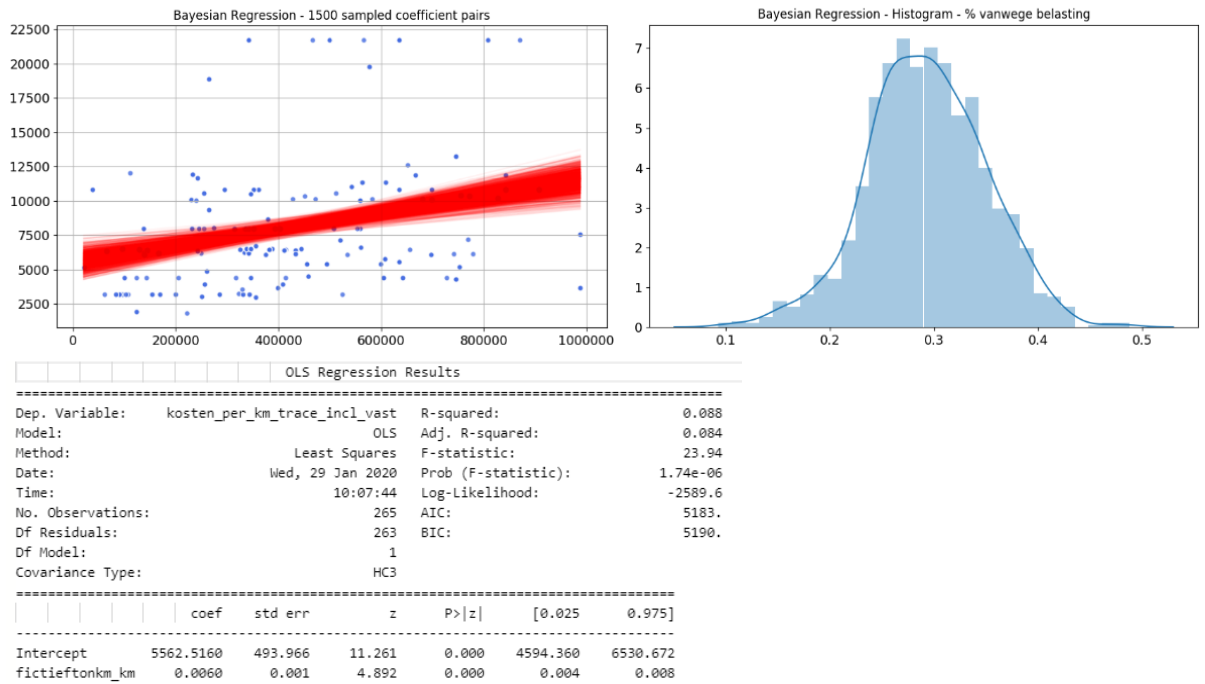 Bayesian Regression - 1500 sampled coefficient pairs
22500
20000
17500
15000
12500
10000
7500
5000
2500
0 200000 400000 600000 800000 1000000
Bayesian Regression - Histogram - % vanwege belasting
7
6
5
4
3
2
1
0
0.1 0.2 0.3 0.4 0.5
OLS Regression Results
==============================================================================
Dep. Variable: kosten_per_km_trace_incl_vast R-squared: 0.088
Model: OLS Adj. R-squared: 0.084
Method: Least Squares F-statistic: 23.94
Date: Wed, 29 Jan 2020 Prob (F-statistic): 1.74e-06
Time: 10:07:44 Log-Likelihood: -2589.6
No. Observations: 265 AIC: 5183.
Df Residuals: 263 BIC: 5190.
Df Model: 1
Covariance Type: HC3
==============================================================================
coef std err z P>|z| [0.025 0.975]
------------------------------------------------------------------------------
Intercept 5562.5160 493.966 11.261 0.000 4594.360 6530.672
fictieftonkm_km 0.0060 0.001 4.892 0.000 0.004 0.008